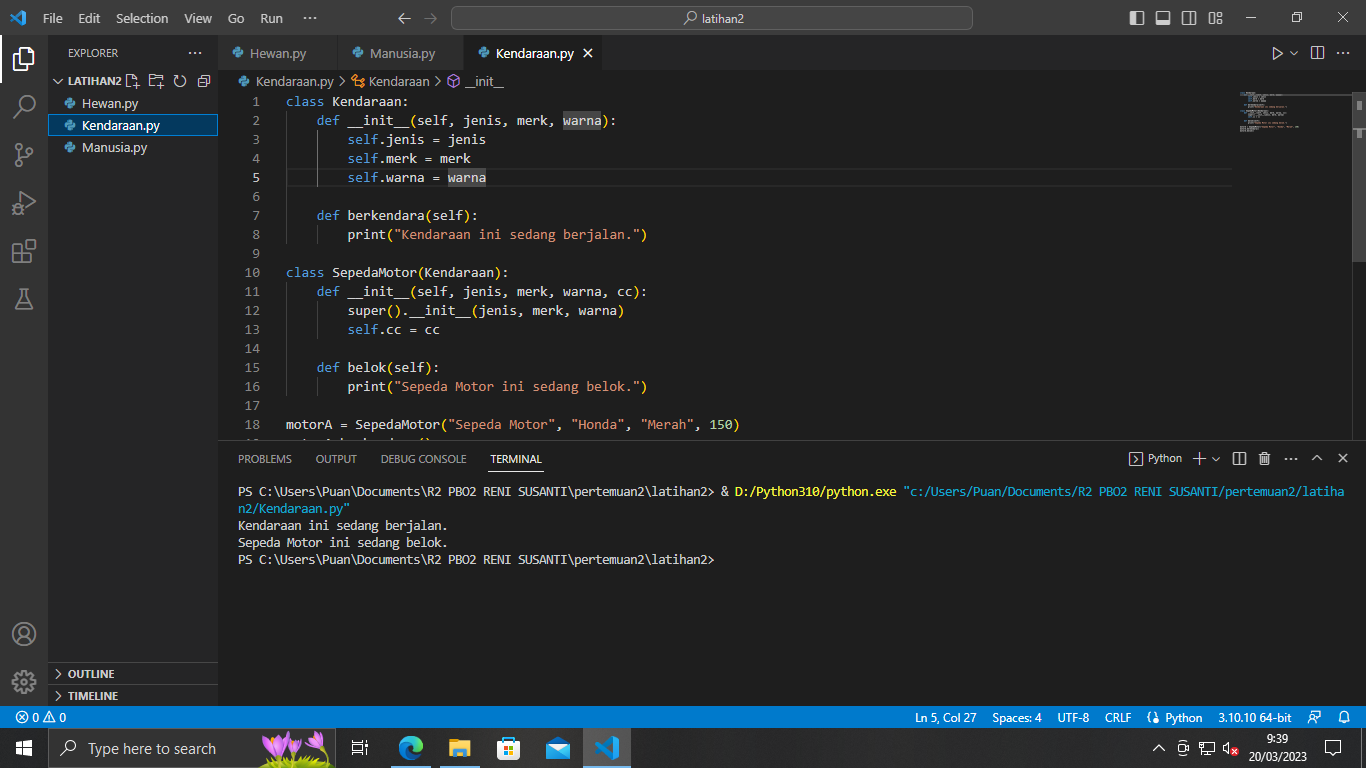 File Edit Selection View Go Run ···
latihan2
EXPLORER ···
LATIHAN2
Hewan.py
Kendaraan.py
Manusia.py
OUTLINE
TIMELINE
Hewan.py Manusia.py Kendaraan.py
Kendaraan.py > Kendaraan > __init__
1 class Kendaraan:
2 def __init__(self, jenis, merk, warna):
3 self.jenis = jenis
4 self.merk = merk
5 self.warna = warna
6
7 def berkendara(self):
8 print("Kendaraan ini sedang berjalan.")
9
10 class SepedaMotor(Kendaraan):
11 def __init__(self, jenis, merk, warna, cc):
12 super().__init__(jenis, merk, warna)
13 self.cc = cc
14
15 def belok(self):
16 print("Sepeda Motor ini sedang belok.")
17
18 motorA = SepedaMotor("Sepeda Motor", "Honda", "Merah", 150)
PROBLEMS OUTPUT DEBUG CONSOLE TERMINAL Python
PS C:\Users\Puan\Documents\R2 PBO2 RENI SUSANTI\pertemuan2\latihan2> & D:/Python310/python.exe "c:/Users/Puan/Documents/R2 PBO2 RENI SUSANTI/pertemuan2/latiha
n2/Kendaraan.py"
Kendaraan ini sedang berjalan.
Sepeda Motor ini sedang belok.
PS C:\Users\Puan\Documents\R2 PBO2 RENI SUSANTI\pertemuan2\latihan2>
0 0 Ln 5, Col 27 Spaces: 4 UTF-8 CRLF Python 3.10.10 64-bit
Type here to search
9:39
20/03/2023